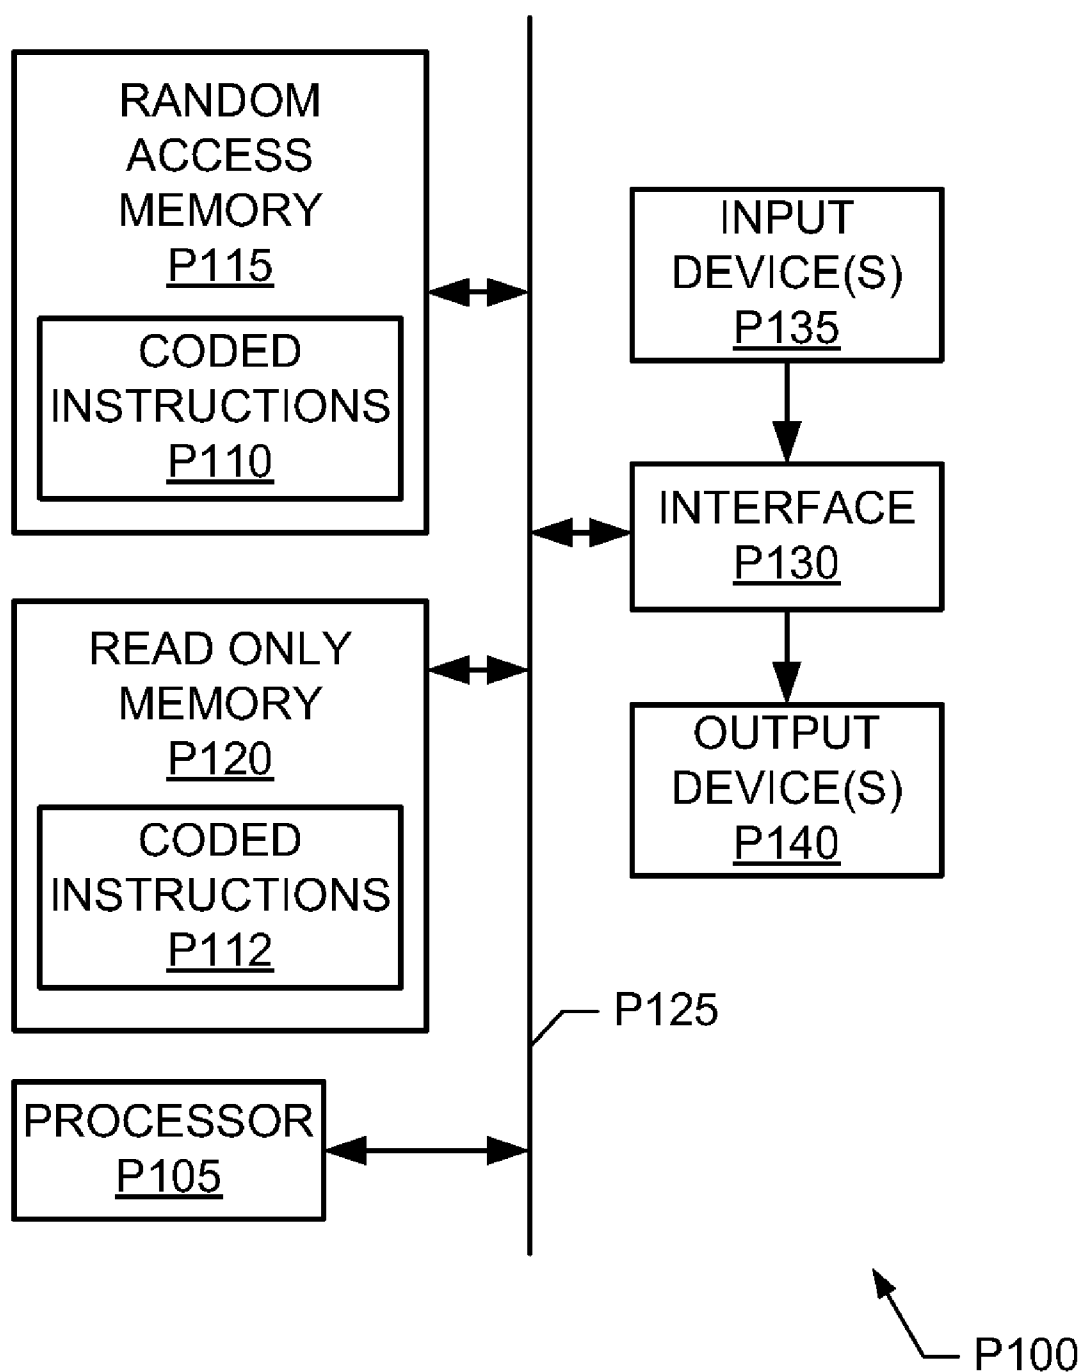 RANDOM
ACCESS
MEMORY
P115
CODED
INSTRUCTIONS
P110
READ ONLY
MEMORY
P120
CODED
INSTRUCTIONS
P112
PROCESSOR
P105
INPUT
DEVICE(S)
P135
INTERFACE
P130
OUTPUT
DEVICE(S)
P140
P125
P100